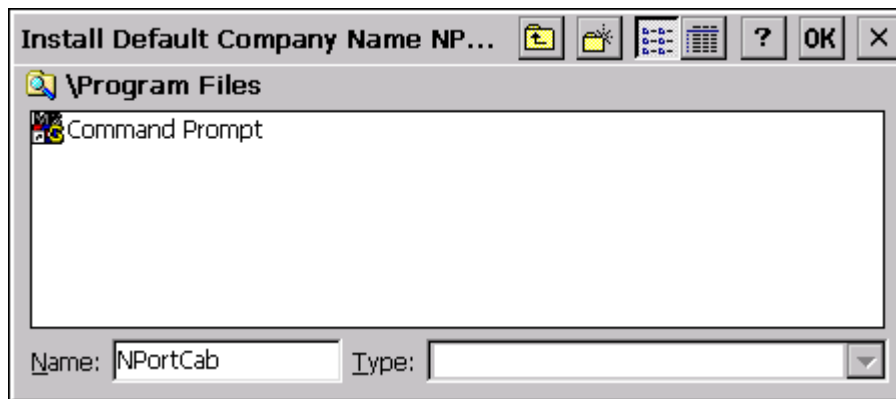 Install Default Company Name NP... ? OK ×
\Program Files
Command Prompt
Name: NPortCab Type: